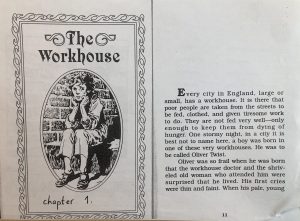 The
Workhouse
chapter 1.
Every city in England, large or
small, has a workhouse. It is there that
poor people are taken from the streets to
be fed, clothed, and given tiresome work
to do. They are not fed very well—only
enough to keep them from dying of
hunger. One stormy night, in a city it is
best not to name here, a boy was born in
one of these very workhouses. He was to
be called Oliver Twist.
Oliver was so frail when he was born
that the workhouse doctor and the shriv-
eled old woman who attended him were
surprised that he lived. His first cries
were thin and faint. When his pale, young
11